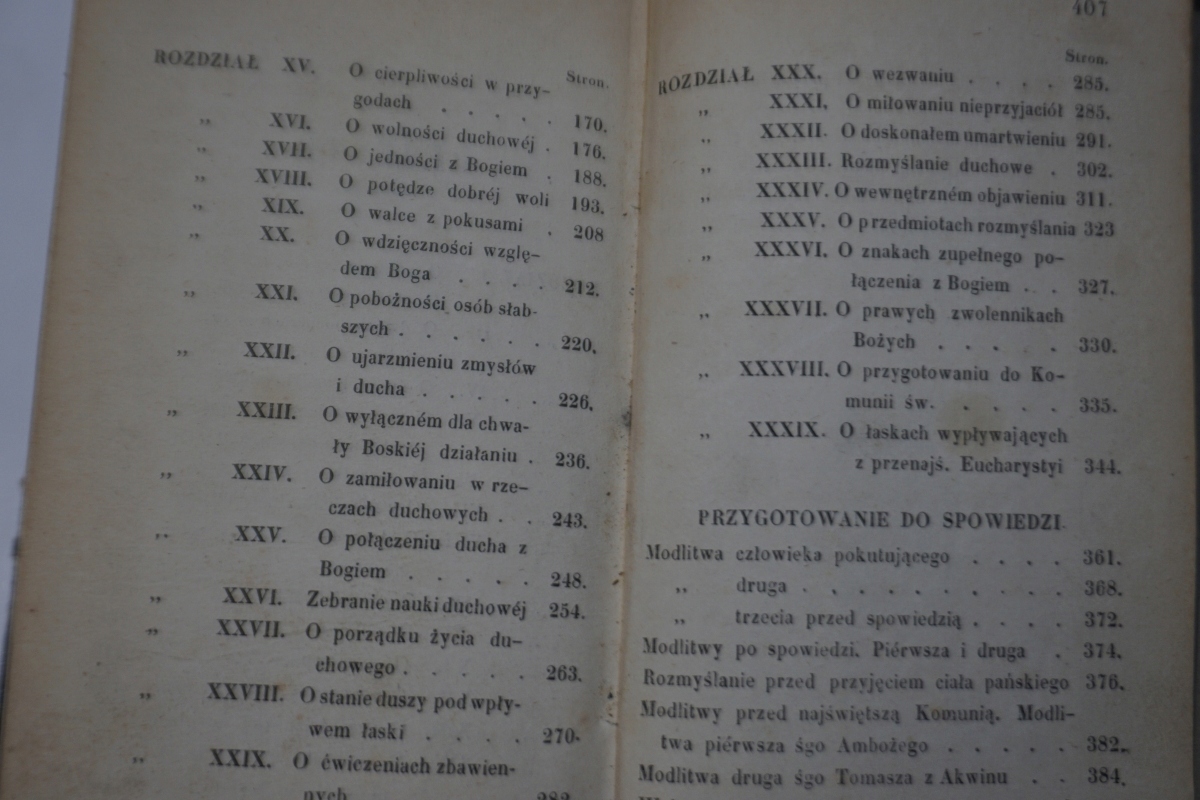 Stron.
ROZDZIAŁ XV. O cierpliwości w przy-
godach . . . . . 170.
„ XVI. O wolności duchowéj . 176.
„ XVII. O jedności z Bogiem . 188.
„ XVIII. O potędze dobréj woli 193.
„ XIX. O walce z pokusami . 208
„ XX. O wdzięczności wzglę-
dem Boga . . . . 212.
„ XXI. O pobożności osób słab-
szych . . . . . . 220.
„ XXII. O ujarzmieniu zmysłów
i ducha . . . . . 226.
„ XXIII. O wyłączném dla chwa-
ły Boskiéj działaniu . 236.
„ XXIV. O zamiłowaniu w rze-
czach duchowych . . 243.
„ XXV. O połączeniu ducha z
Bogiem . . . . . 248.
„ XXVI. Zebranie nauki duchowéj 254.
„ XXVII. O porządku życia du-
chowego . . . . . 263.
„ XXVIII. O stanie duszy pod wpły-
wem łaski . . . . 270.
„ XXIX. O ćwiczeniach zbawien-
nych 282.
407
Stron.
ROZDZIAŁ XXX. O wezwaniu . . . . 285.
„ XXXI, O miłowaniu nieprzyjaciół 285.
„ XXXII. O doskonałem umartwieniu 291.
„ XXXIII. Rozmyślanie duchowe . 302.
„ XXXIV. O wewnętrzném objawieniu 311.
„ XXXV. O przedmiotach rozmyślania 323
„ XXXVI. O znakach zupełnego po-
łączenia z Bogiem . . . 327.
„ XXXVII. O prawych zwolennikach
Bożych . . . . . 330.
„ XXXVIII. O przygotowaniu do Ko-
munii św. . . . . 335.
„ XXXIX. O łaskach wypływających
z przenajś. Eucharystyi 344.
PRZYGOTOWANIE DO SPOWIEDZI.
Modlitwa człowieka pokutującego . . . . 361.
„ druga . . . . . . . . . . 368.
„ trzecia przed spowiedzią . . . . 372.
Modlitwy po spowiedzi. Piérwsza i druga . 374.
Rozmyślanie przed przyjęciem ciała pańskiego 376.
Modlitwy przed najświętszą Komunią. Modli-
twa piérwsza śgo Ambożego . . . . . 382.
Modlitwa druga śgo Tomasza z Akwinu . . 384.